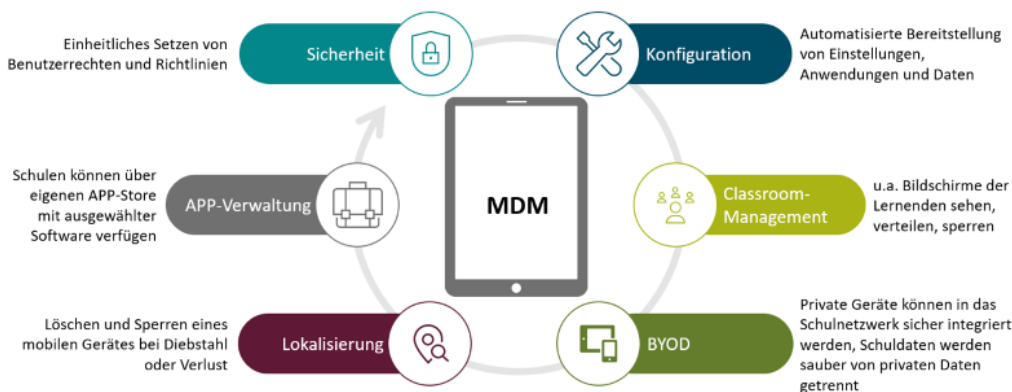 Einheitliches Setzen von
Benutzerrechten und Richtlinien
Sicherheit
Konfiguration
Automatisierte Bereitstellung
von Einstellungen,
Anwendungen und Daten
Schulen können über
eigenen APP-Store
mit ausgewählter
Software verfügen
APP-Verwaltung
MDM
Classroom-
Management
u.a. Bildschirme der
Lernenden sehen,
verteilen, sperren
Löschen und Sperren eines
mobilen Gerätes bei Diebstahl
oder Verlust
Lokalisierung
BYOD
Private Geräte können in das
Schulnetzwerk sicher integriert
werden, Schuldaten werden
sauber von privaten Daten
getrennt